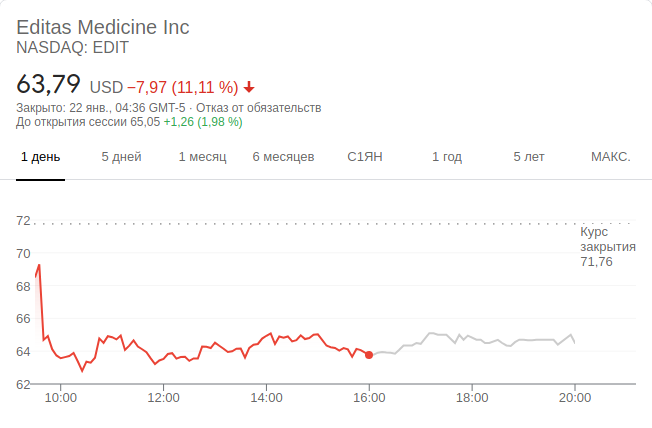 Editas Medicine Inc
NASDAQ: EDIT
63,79 USD −7,97 (11,11 %)
Закрыто: 22 янв., 04:36 GMT-5 · Отказ от обязательств
До открытия сессии 65,05 +1,26 (1,98 %)
1 день 5 дней 1 месяц 6 месяцев С1ЯН 1 год 5 лет МАКС.
72
Курс
закрытия
71,76
70
68
66
64
62
10:00 12:00 14:00 16:00 18:00 20:00